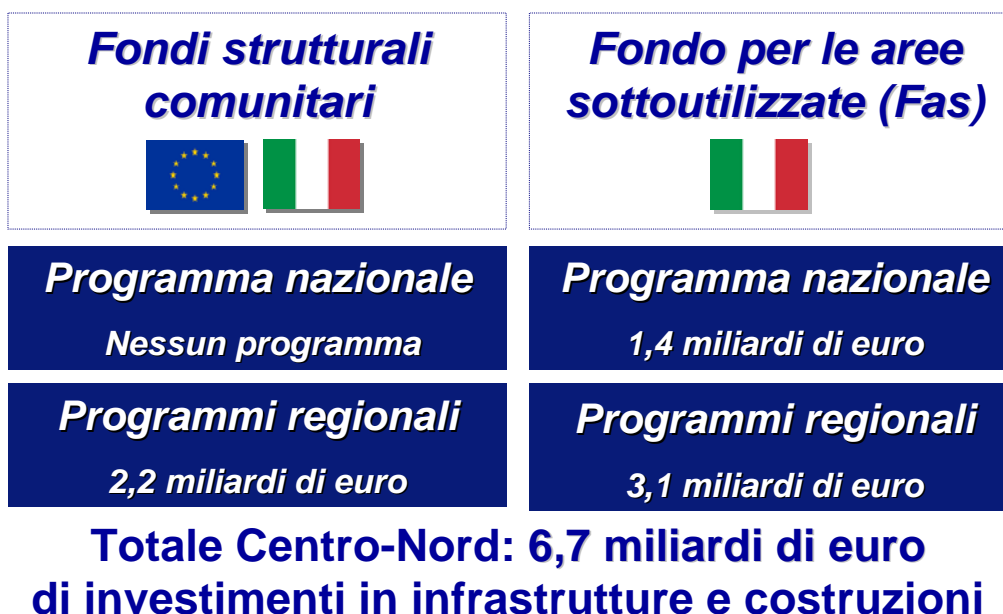 Fondi strutturali
comunitari
Fondo per le aree
sottoutilizzate (Fas)
Programma nazionale
Nessun programma
Programma nazionale
1,4 miliardi di euro
Programmi regionali
2,2 miliardi di euro
Programmi regionali
3,1 miliardi di euro
Totale Centro-Nord: 6,7 miliardi di euro
di investimenti in infrastrutture e costruzioni